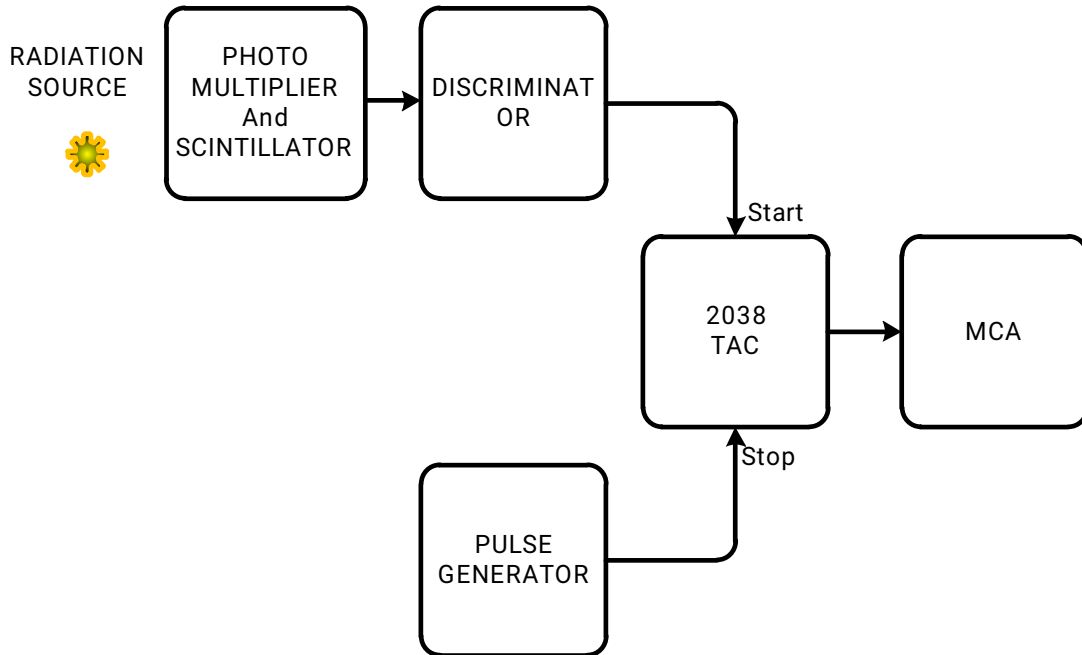 RADIATION
SOURCE
PHOTO
MULTIPLIER
And
SCINTILLATOR
DISCRIMINAT
OR
Start
2038
TAC
MCA
Stop
PULSE
GENERATOR